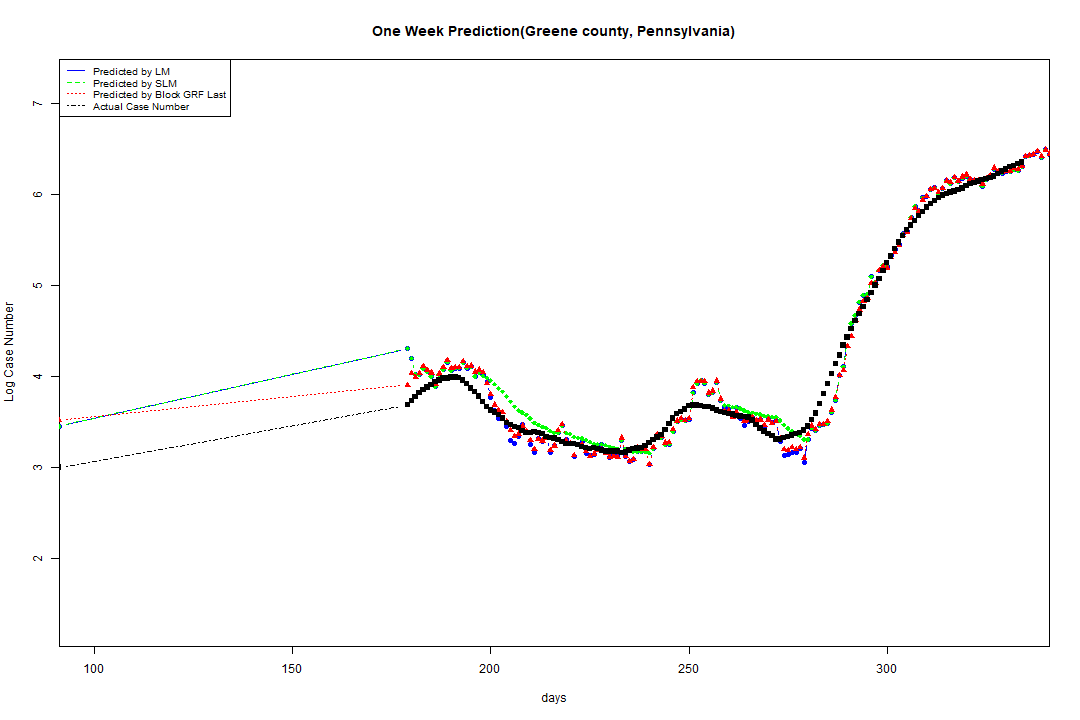 One Week Prediction(Greene county, Pennsylvania)
Predicted by LM
Predicted by SLM
Predicted by Block GRF Last
Actual Case Number
7
6
5
4
3
2
Log Case Number
100 150 200 250 300
days